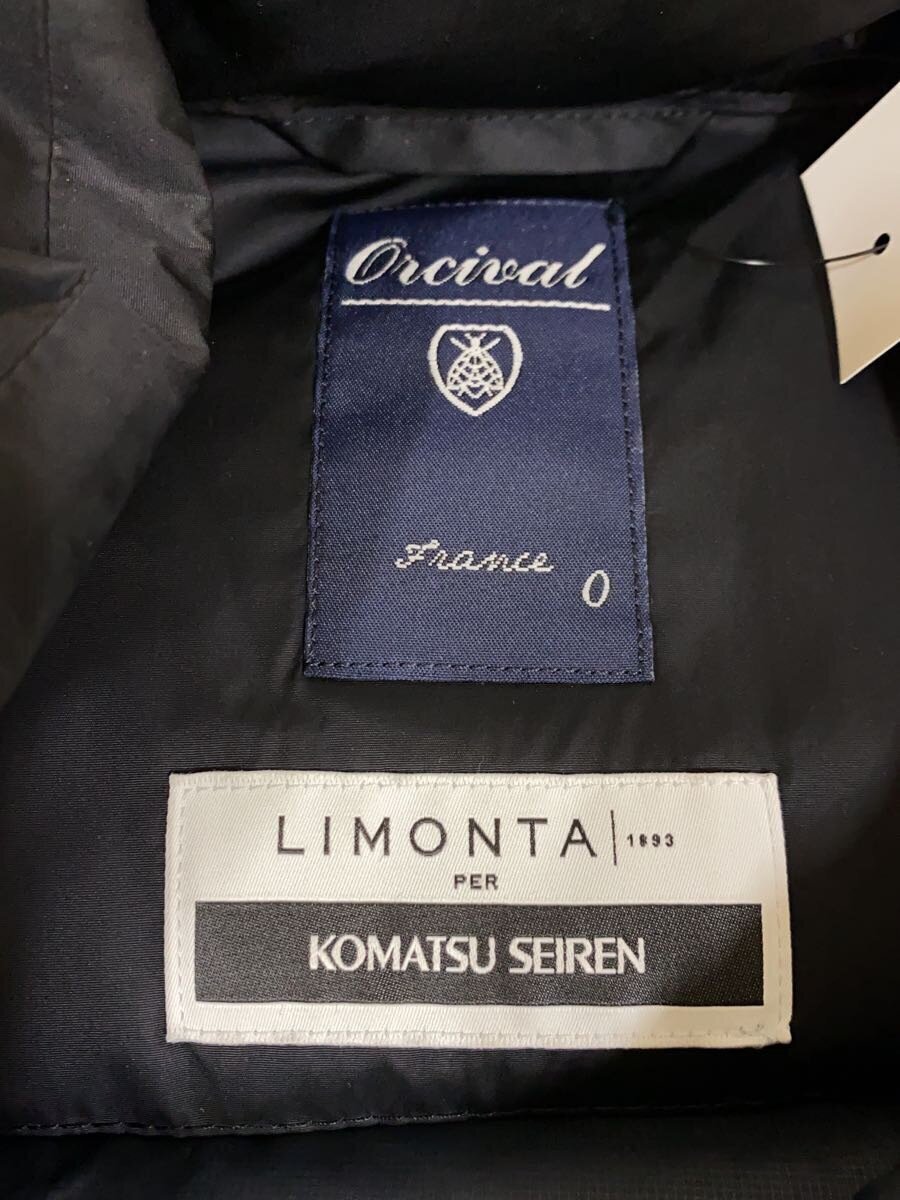 Orcival
France
0
LIMONTA | 1893
PER
KOMATSU SEIREN